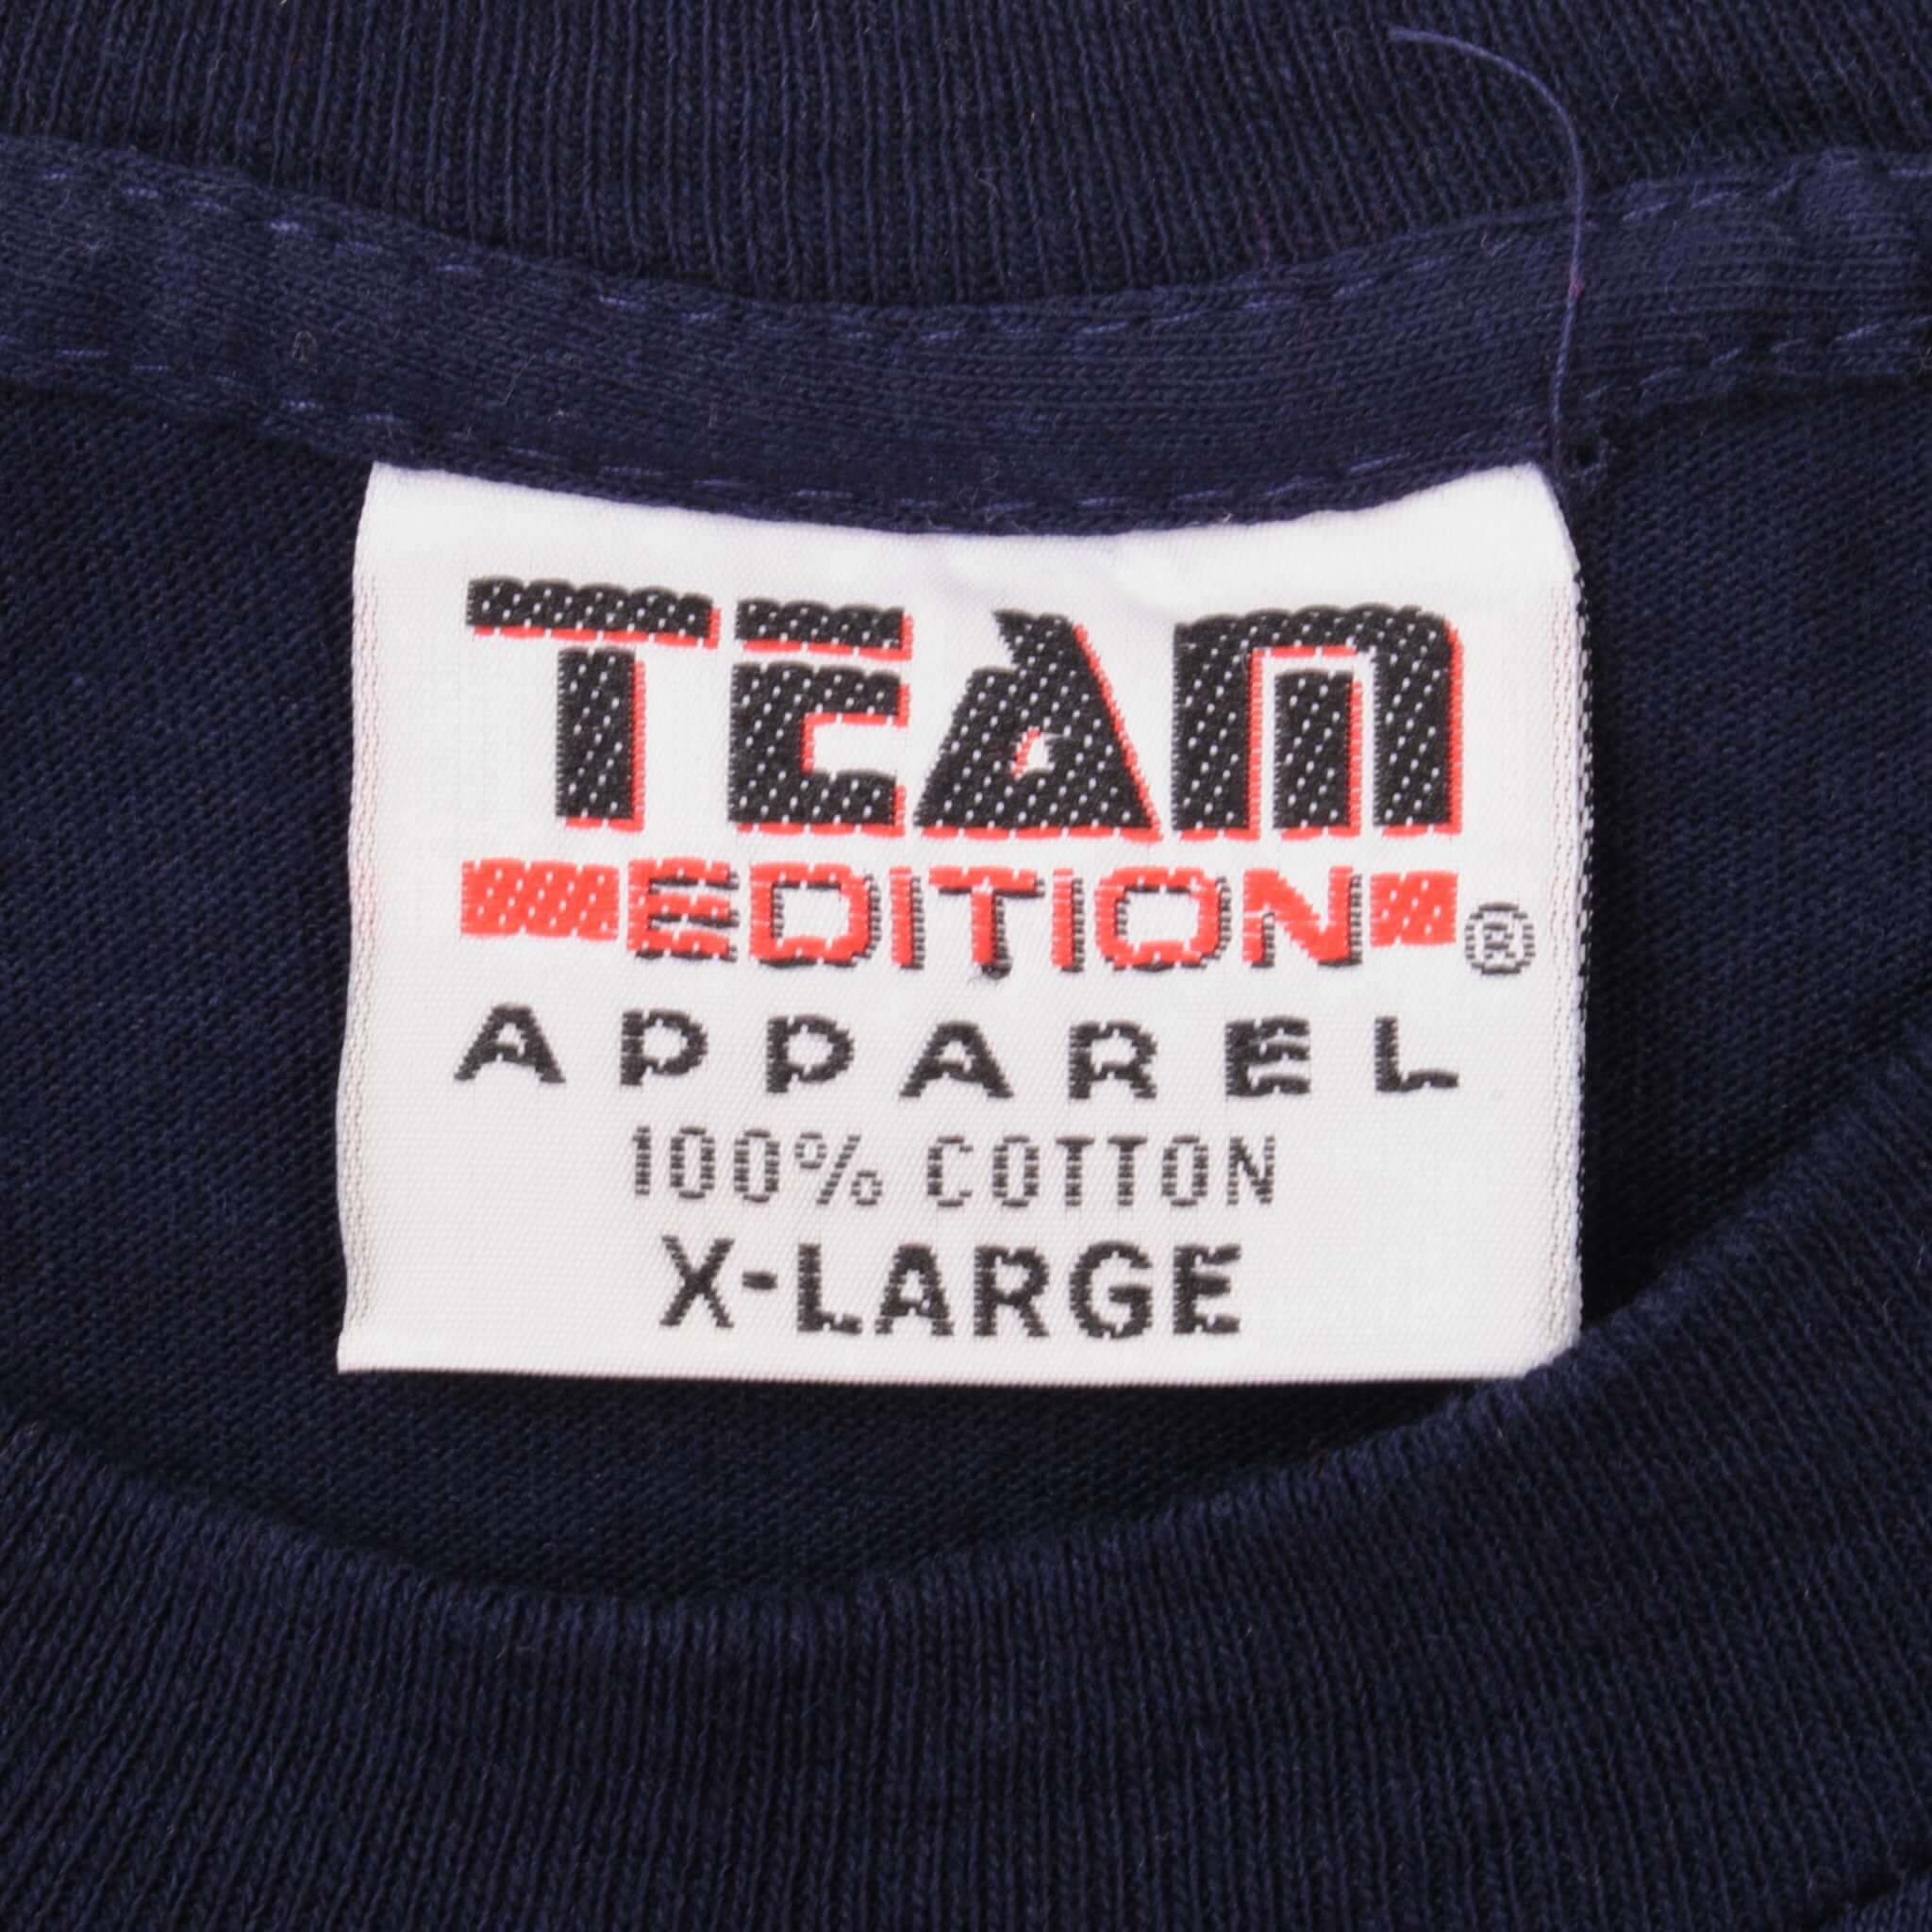 TEAM
EDITION®
APPAREL
100% COTTON
X-LARGE